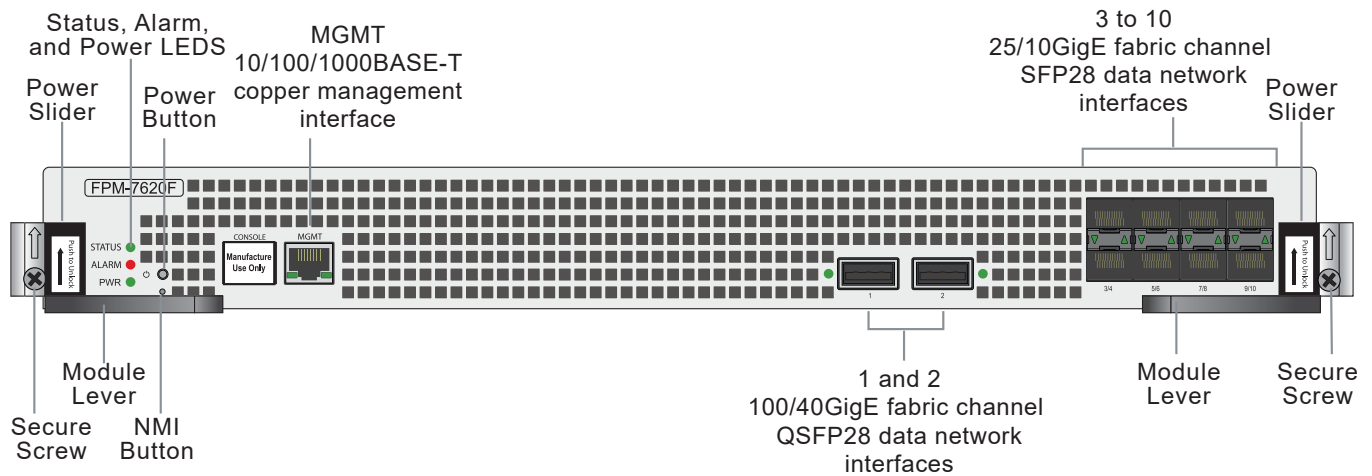 Status, Alarm,
and Power LEDS
Power
Slider
Power
Button
MGMT
10/100/1000BASE-T
copper management
interface
3 to 10
25/10GigE fabric channel
SFP28 data network
interfaces
Power
Slider
FPM-7620F
STATUS
ALARM
PWR
Push to Unlock
CONSOLE
Manufacture
Use Only
MGMT
1
2
3/4
5/6
7/8
9/10
Push to Unlock
Module
Lever
Secure
Screw
NMI
Button
1 and 2
100/40GigE fabric channel
QSFP28 data network
interfaces
Module
Lever
Secure
Screw